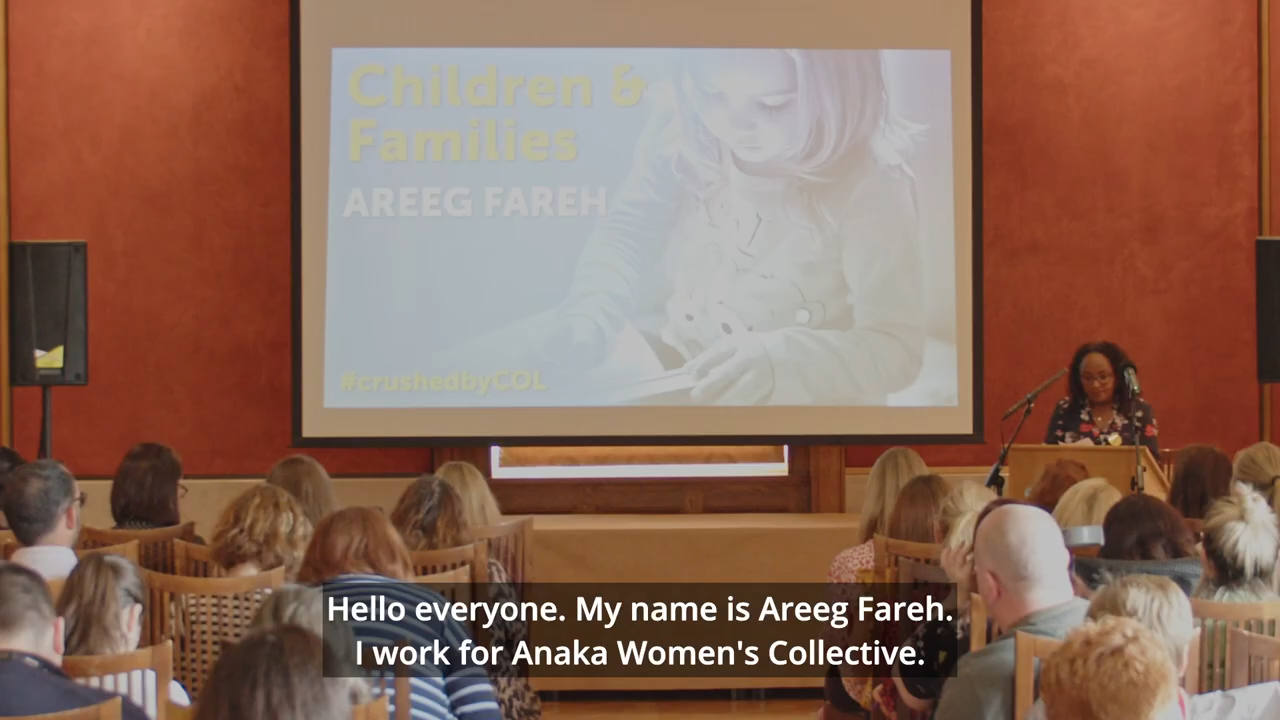 Children &
Families
AREEG FAREH
#crushedbyCOL
Hello everyone. My name is Areeg Fareh.
I work for Anaka Women's Collective.